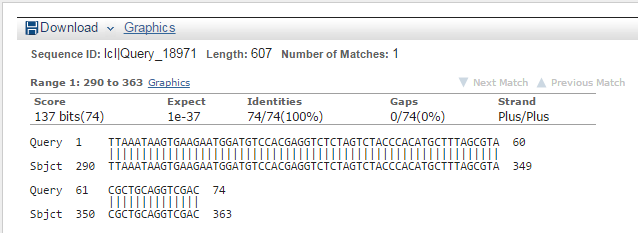 Download Graphics
Sequence ID: lcl|Query_18971 Length: 607 Number of Matches: 1
Range 1: 290 to 363 Graphics Next Match Previous Match
Score Expect Identities Gaps Strand
137 bits(74) 1e-37 74/74(100%) 0/74(0%) Plus/Plus
Query 1 TTAAATAAGTGAAGAATGGATGTCCACGAGGTCTCTAGTCTACCCACATGCTTTAGCGTA 60
Sbjct 290 TTAAATAAGTGAAGAATGGATGTCCACGAGGTCTCTAGTCTACCCACATGCTTTAGCGTA 349
Query 61 CGCTGCAGGTCGAC 74
Sbjct 350 CGCTGCAGGTCGAC 363